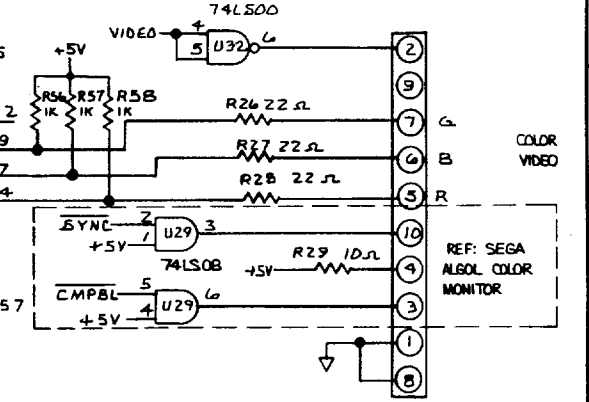 74LS00
VIDEO 4 5 U32 6 2
+5V
9
R56 1K R57 1K R58 1K
2
R26 22 Ω 7 G
9
COLOR VIDEO
R27 22 Ω 6 B
7
R28 22 Ω 5 R
4
SYNC 2 +5V 1 U29 3 10
74LS08
REF: SEGA
ALGOL COLOR
MONITOR
+5V R29 10Ω 4
CMPBL 5 +5V 4 U29 6 3
57
1
8